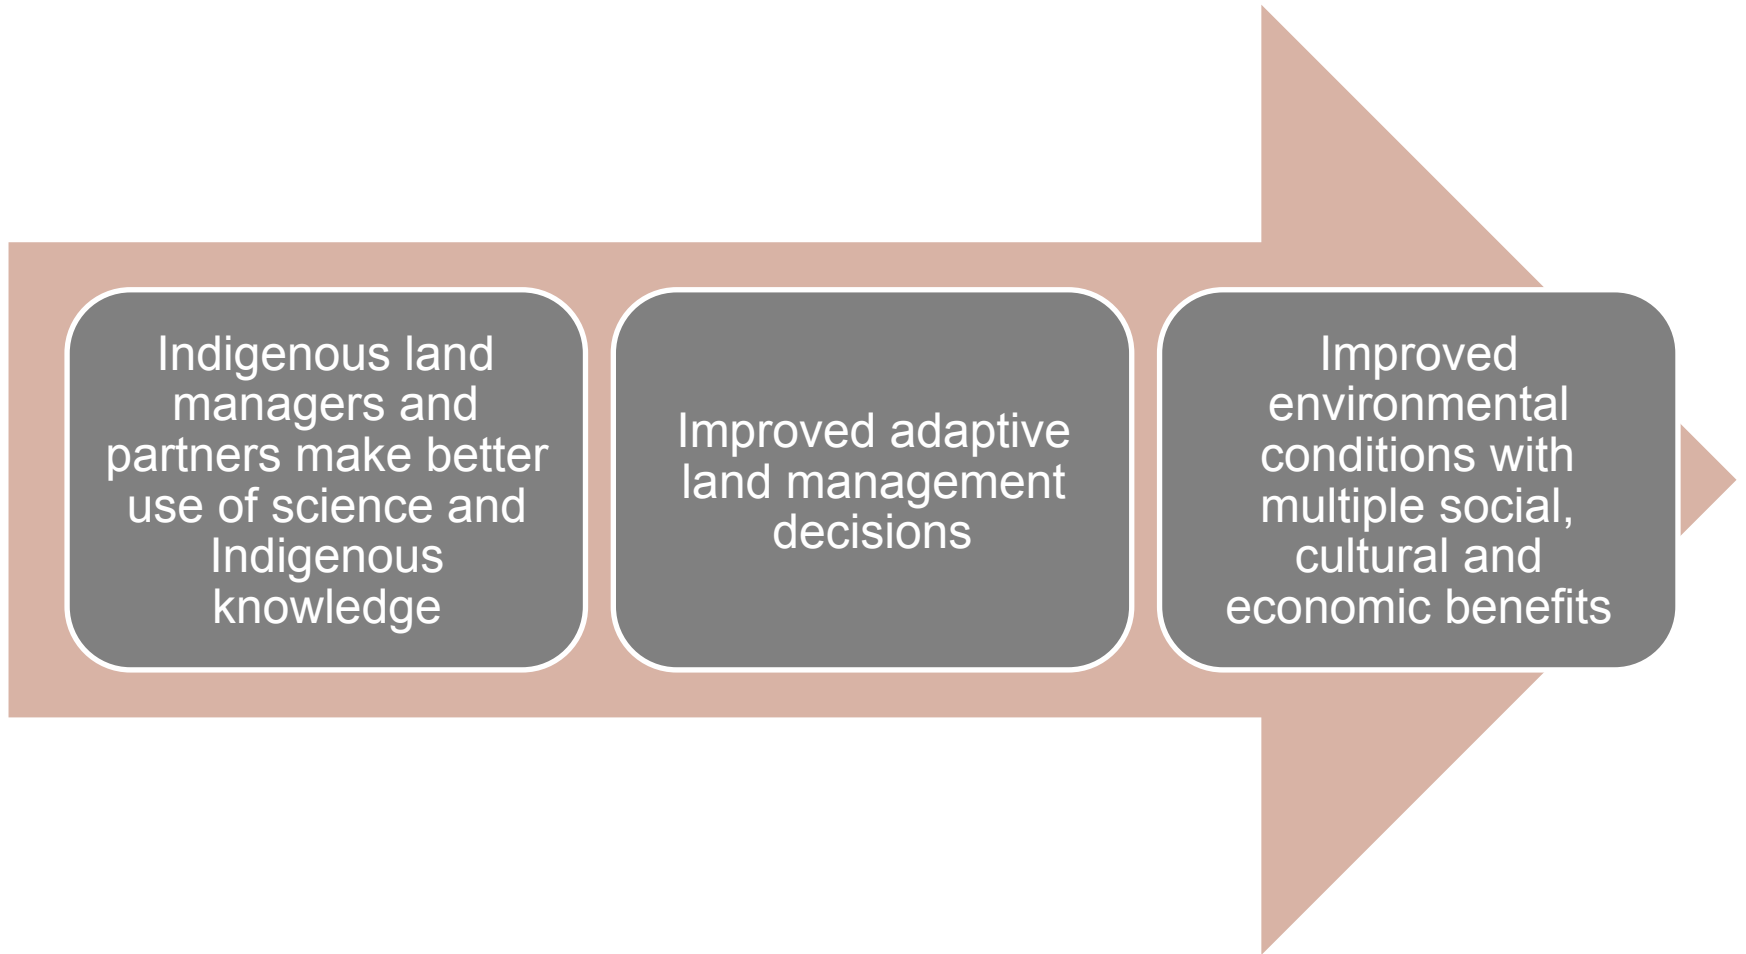 Indigenous land
managers and
partners make better
use of science and
Indigenous
knowledge
Improved adaptive
land management
decisions
Improved
environmental
conditions with
multiple social,
cultural and
economic benefits